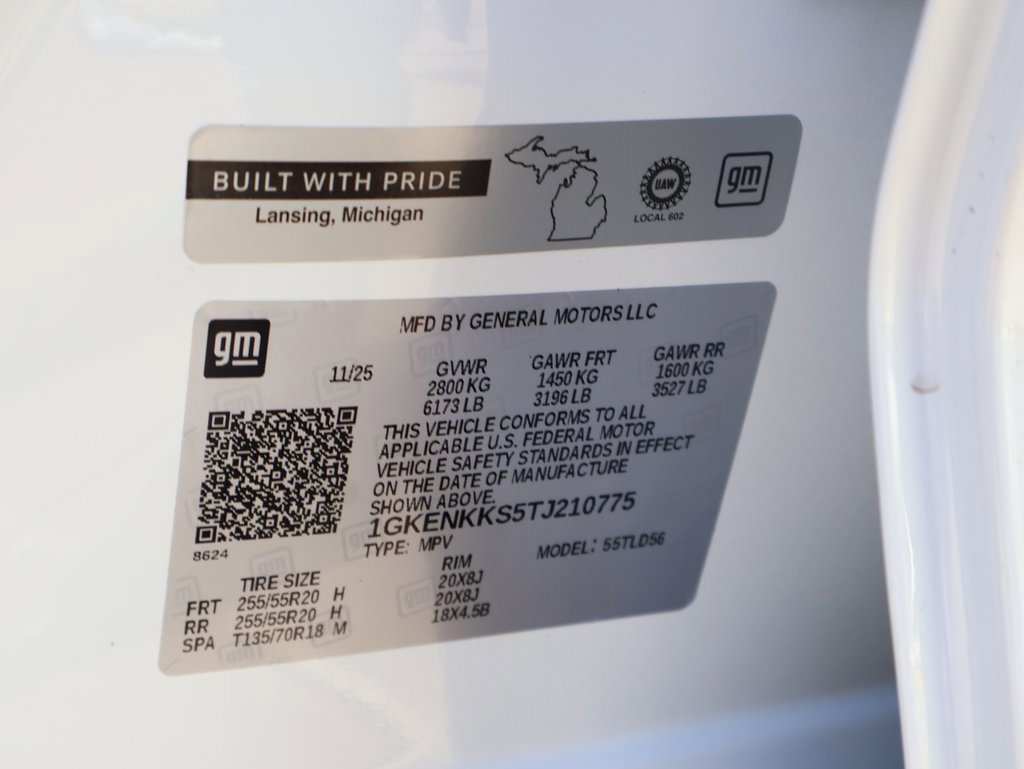 BUILT WITH PRIDE
Lansing, Michigan
UAW
LOCAL 602
gm
gm
MFD BY GENERAL MOTORS LLC
11/25
GVWR GAWR FRT GAWR RR
2800 KG 1450 KG 1600 KG
6173 LB 3196 LB 3527 LB
THIS VEHICLE CONFORMS TO ALL
APPLICABLE U.S. FEDERAL MOTOR
VEHICLE SAFETY STANDARDS IN EFFECT
ON THE DATE OF MANUFACTURE
SHOWN ABOVE.
1GKENKKS5TJ210775
8624
TYPE: MPV MODEL: 55TLD56
TIRE SIZE RIM
FRT 255/55R20 H 20X8J
RR 255/55R20 H 20X8J
SPA T135/70R18 M 18X4.5B